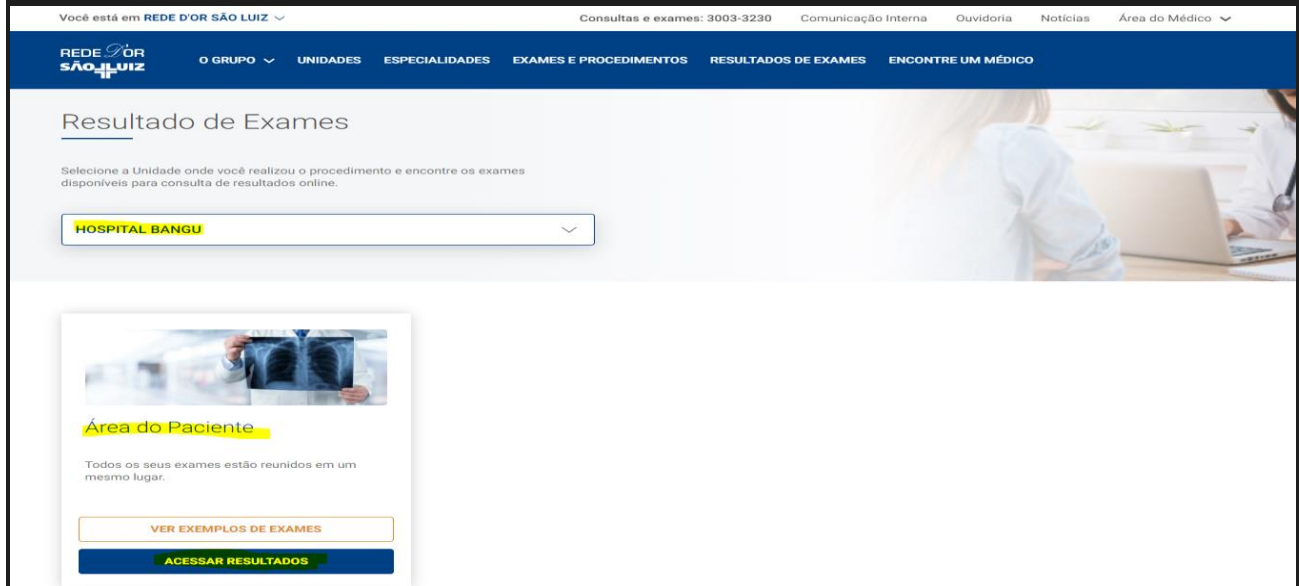 Você está em REDE D'OR SÃO LUIZ
Consultas e exames: 3003-3230 Comunicação Interna Ouvidoria Notícias Área do Médico
REDE D'OR
SÃO LUIZ
O GRUPO UNIDADES ESPECIALIDADES EXAMES E PROCEDIMENTOS RESULTADOS DE EXAMES ENCONTRE UM MÉDICO
Resultado de Exames
Selecione a Unidade onde você realizou o procedimento e encontre os exames
disponíveis para consulta de resultados online.
HOSPITAL BANGU
Área do Paciente
Todos os seus exames estão reunidos em um
mesmo lugar.
VER EXEMPLOS DE EXAMES
ACESSAR RESULTADOS